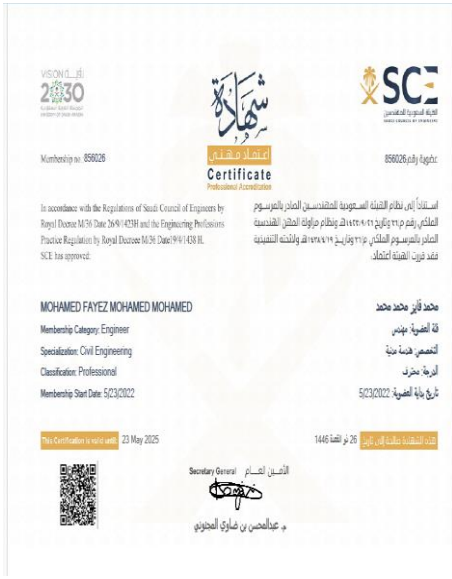 VISION رؤية
2030
SCE
الهيئة السعودية للمهندسين
SAUDI COUNCIL OF ENGINEERS
شهادة
اعتماد مهني
Certificate
Professional Accreditation
Membership no. 856026
عضوية رقم 856026
In accordance with the Regulations of Saudi Council of Engineers by
Royal Decree M/36 Date 26/9/1423H and the Engineering Professions
Practice Regulation by Royal Decreee M/36 Date19/4/1438 H.
SCE has approved:
استناداً إلى نظام الهيئة السعودية للمهندسين الصادر بالمرسوم
الملكي رقم م/٣٦ وتاريخ ١٤٢٣/٩/٢٦هـ ونظام مزاولة المهن الهندسية
الصادر بالمرسوم الملكي م/٣٦ وتاريخ ١٤٣٨/٤/١٩هـ ولائحته التنفيذية
فقد قررت الهيئة اعتماد:
MOHAMED FAYEZ MOHAMED MOHAMED
Membership Category: Engineer
Specialization: Civil Engineering
Classification: Professional
Membership Start Date: 5/23/2022
محمد فايز محمد محمد
فئة العضوية: مهندس
التخصص: هندسة مدنية
الدرجة: محترف
تاريخ بداية العضوية: 5/23/2022
This Certification is valid until: 23 May 2025
هذه الشهادة صالحة إلى تاريخ 26 ذو القعدة 1446
Secretary General الأمين العام
م. عبدالمحسن بن ضاوي المجنوني